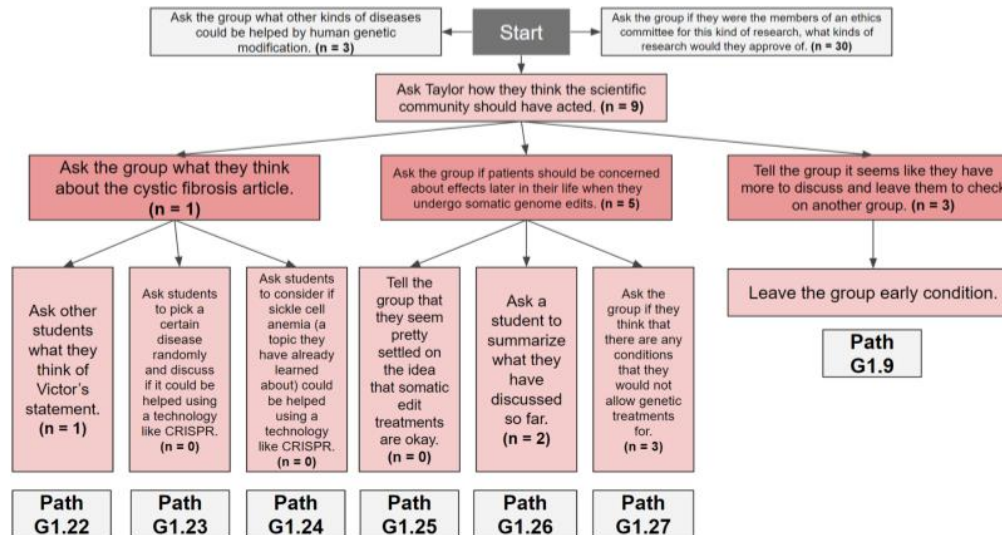 Ask the group what other kinds of diseases
could be helped by human genetic
modification. (n = 3)
Start
Ask the group if they were the members of an ethics
committee for this kind of research, what kinds of
research would they approve of. (n = 30)
Ask Taylor how they think the scientific
community should have acted. (n = 9)
Ask the group what they think
about the cystic fibrosis article.
(n = 1)
Ask the group if patients should be concerned
about effects later in their life when they
undergo somatic genome edits. (n = 5)
Tell the group it seems like they have
more to discuss and leave them to check
on another group. (n = 3)
Ask other
students
what they
think of
Victor's
statement.
(n = 1)
Ask students
to pick a
certain
disease
randomly
and discuss
if it could be
helped using
a technology
like CRISPR.
(n = 0)
Ask students
to consider if
sickle cell
anemia (a
topic they
have already
learned
about) could
be helped
using a
technology
like CRISPR.
(n = 0)
Tell the
group that
they seem
pretty
settled on
the idea
that somatic
edit
treatments
are okay.
(n = 0)
Ask a
student to
summarize
what they
have
discussed
so far.
(n = 2)
Ask the
group if they
think that
there are any
conditions
that they
would not
allow genetic
treatments
for.
(n = 3)
Leave the group early condition.
Path
G1.9
Path
G1.22
Path
G1.23
Path
G1.24
Path
G1.25
Path
G1.26
Path
G1.27